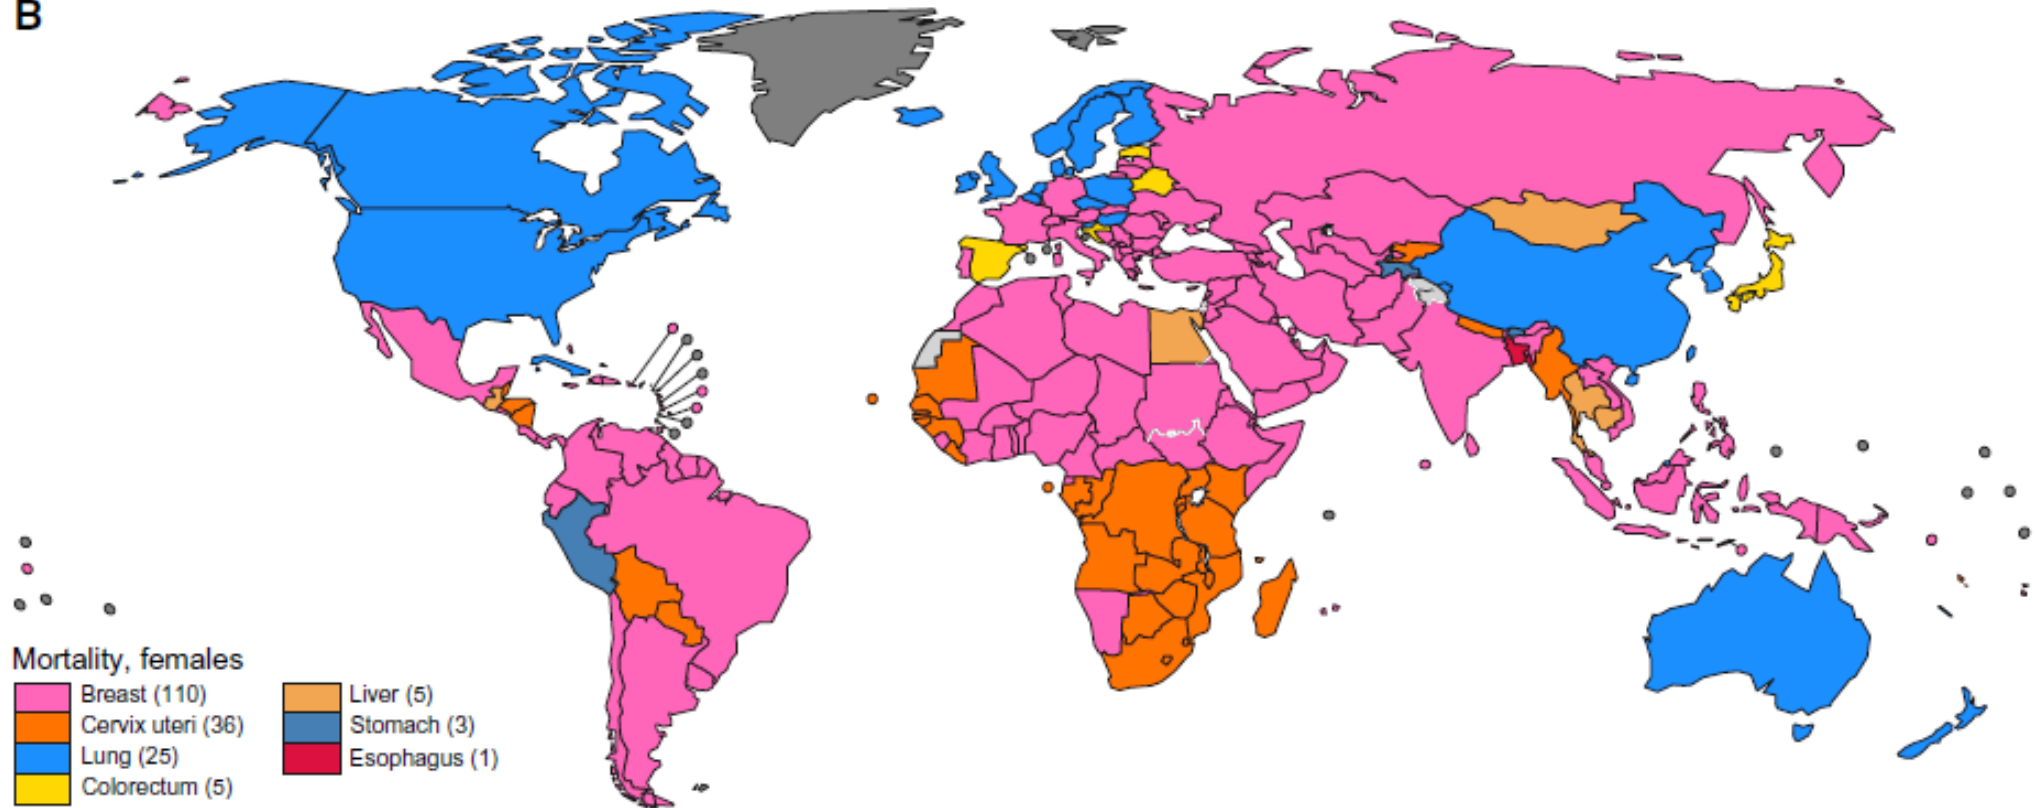 B
Mortality, females
Breast (110)
Cervix uteri (36)
Lung (25)
Colorectum (5)
Liver (5)
Stomach (3)
Esophagus (1)